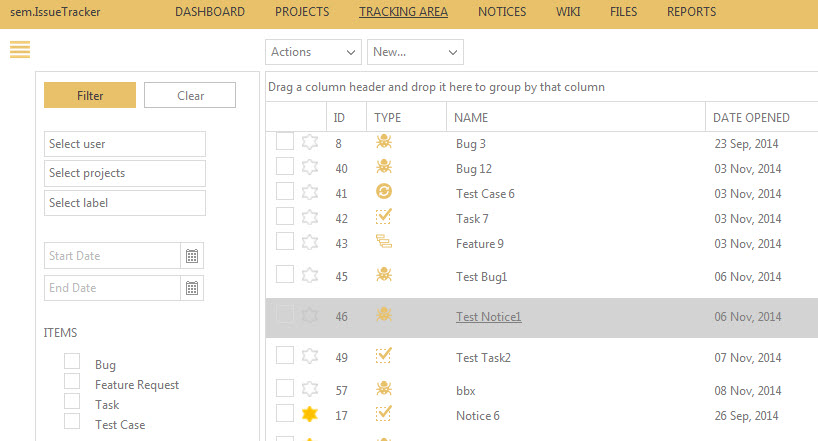 sem.IssueTracker DASHBOARD PROJECTS TRACKING AREA NOTICES WIKI FILES REPORTS
Actions New...
Filter Clear
Select user
Select projects
Select label
Start Date
End Date
ITEMS
Bug
Feature Request
Task
Test Case
Drag a column header and drop it here to group by that column
ID TYPE NAME DATE OPENED
8 Bug 3 23 Sep, 2014
40 Bug 12 03 Nov, 2014
41 Test Case 6 03 Nov, 2014
42 Task 7 03 Nov, 2014
43 Feature 9 03 Nov, 2014
45 Test Bug1 06 Nov, 2014
46 Test Notice1 06 Nov, 2014
49 Test Task2 07 Nov, 2014
57 bbx 08 Nov, 2014
17 Notice 6 26 Sep, 2014